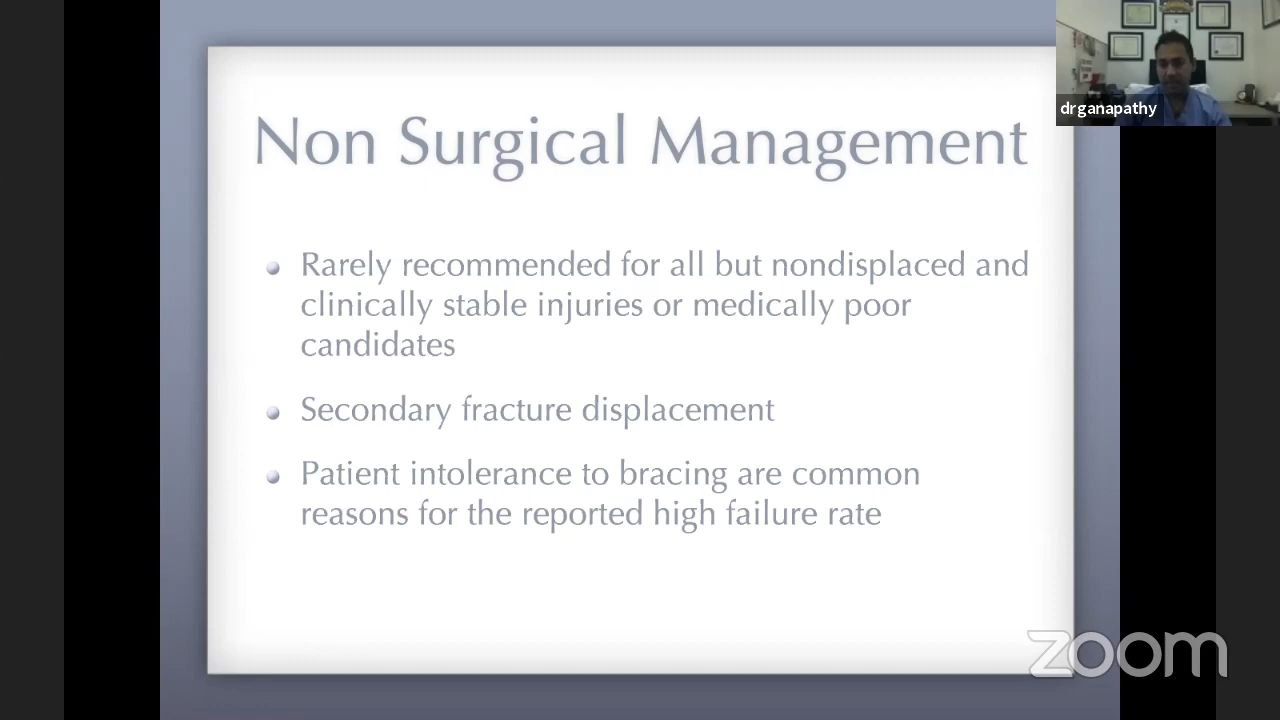 drganapathy
Non Surgical Management
Rarely recommended for all but nondisplaced and
clinically stable injuries or medically poor
candidates
Secondary fracture displacement
Patient intolerance to bracing are common
reasons for the reported high failure rate
zoom